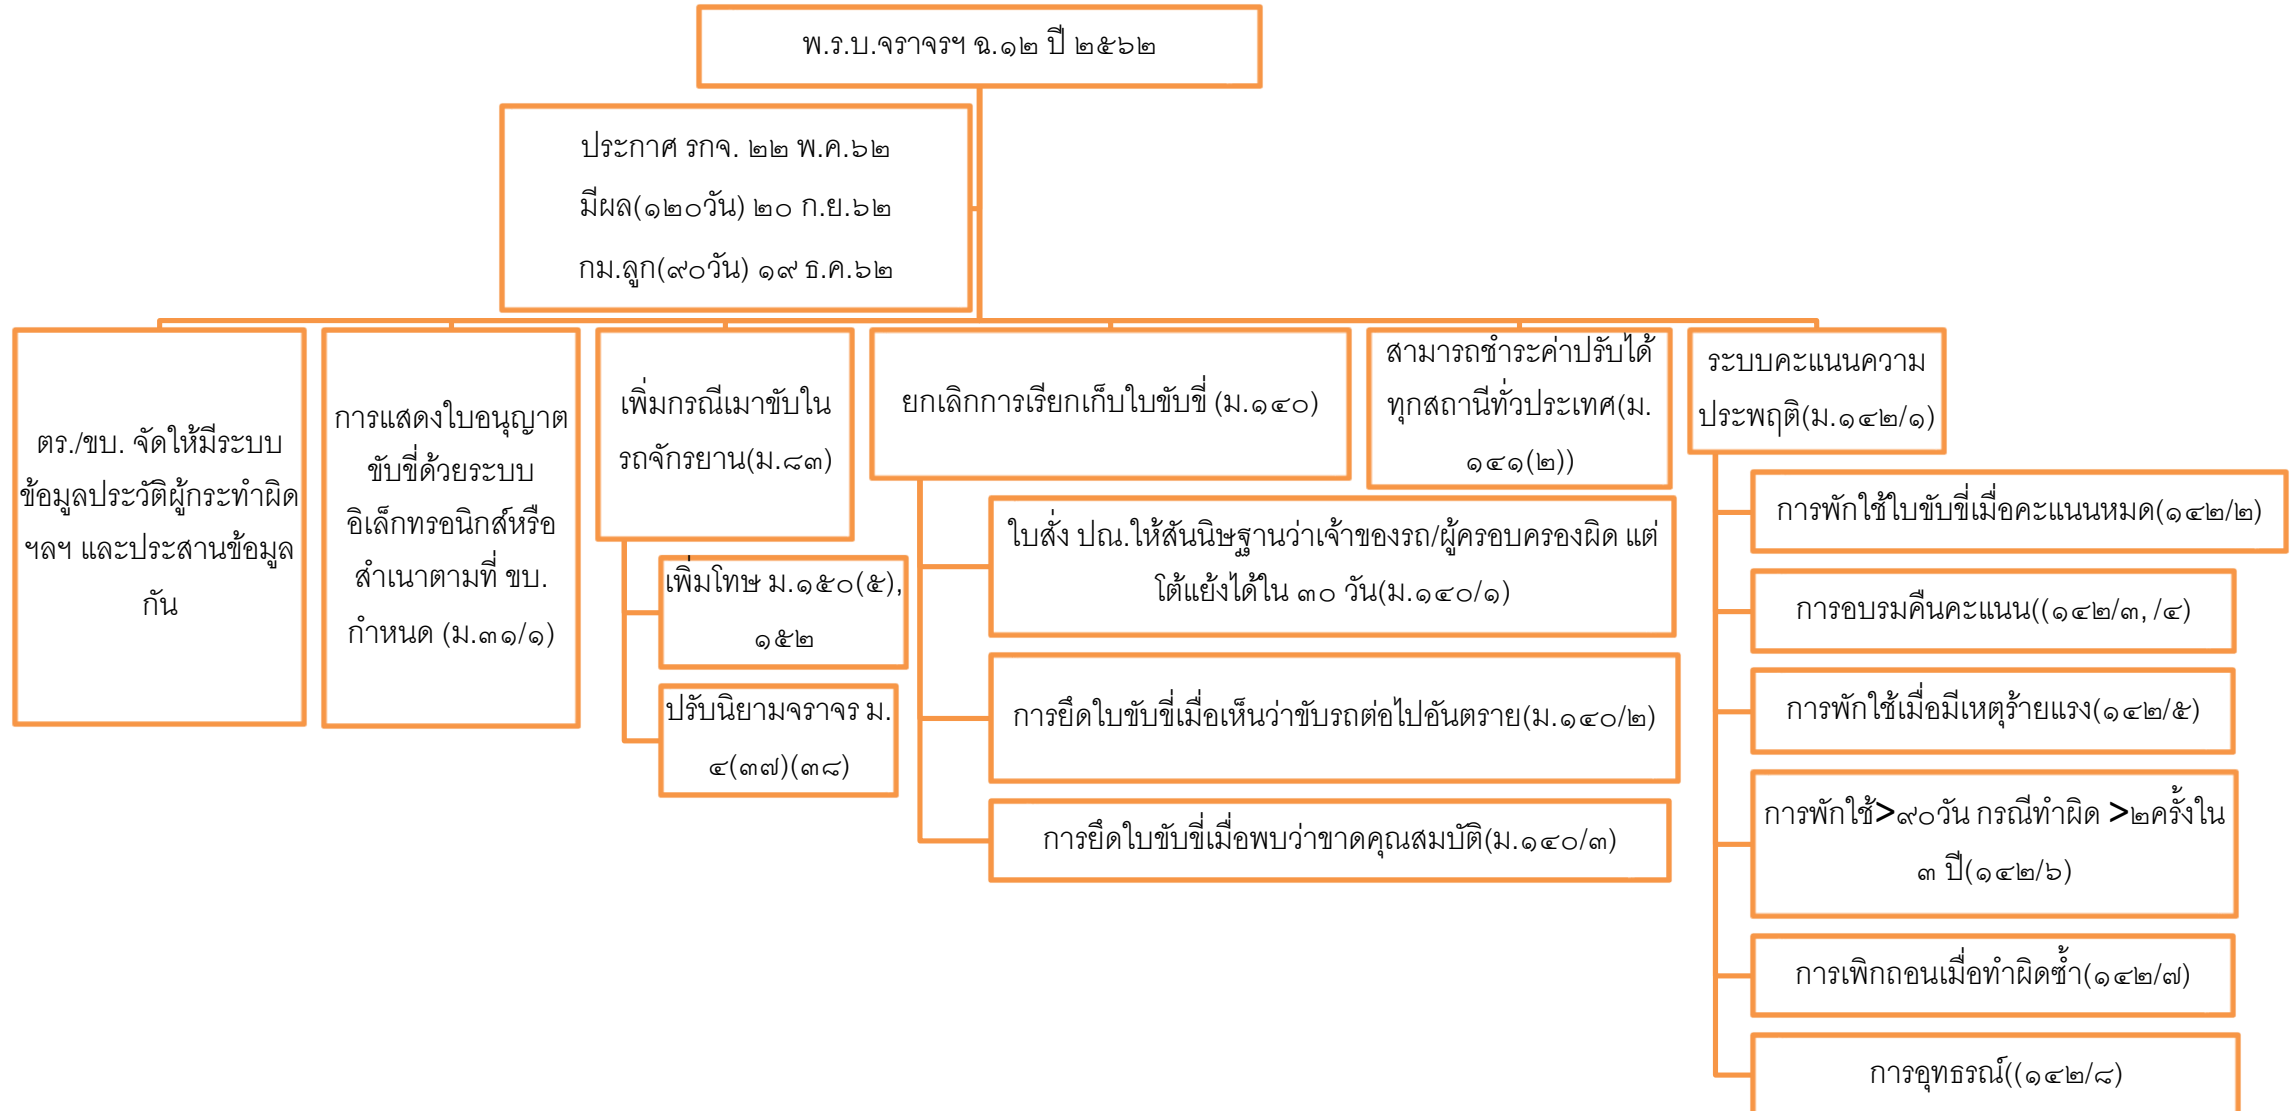 พ.ร.บ.จราจรฯ ฉ.๑๒ ปี ๒๕๖๒
ประกาศ รกจ. ๒๒ พ.ค.๖๒
มีผล(๑๒๐วัน) ๒๐ ก.ย.๖๒
กม.ลูก(๙๐วัน) ๑๙ ธ.ค.๖๒
ตร./ขบ. จัดให้มีระบบ
ข้อมูลประวัติผู้กระทำผิด
ฯลฯ และประสานข้อมูล
กัน
การแสดงใบอนุญาต
ขับขี่ด้วยระบบ
อิเล็กทรอนิกส์หรือ
สำเนาตามที่ ขบ.
กำหนด (ม.๓๑/๑)
เพิ่มกรณีเมาขับใน
รถจักรยาน(ม.๘๓)
เพิ่มโทษ ม.๑๕๐(๕),
๑๕๒
ปรับนิยามจราจร ม.
๔(๓๗)(๓๘)
ยกเลิกการเรียกเก็บใบขับขี่ (ม.๑๔๐)
ใบสั่ง ปณ.ให้สันนิษฐานว่าเจ้าของรถ/ผู้ครอบครองผิด แต่
โต้แย้งได้ใน ๓๐ วัน(ม.๑๔๐/๑)
การยึดใบขับขี่เมื่อเห็นว่าขับรถต่อไปอันตราย(ม.๑๔๐/๒)
การยึดใบขับขี่เมื่อพบว่าขาดคุณสมบัติ(ม.๑๔๐/๓)
สามารถชำระค่าปรับได้
ทุกสถานีทั่วประเทศ(ม.
๑๔๑(๒))
ระบบคะแนนความ
ประพฤติ(ม.๑๔๒/๑)
การพักใช้ใบขับขี่เมื่อคะแนนหมด(๑๔๒/๒)
การอบรมคืนคะแนน((๑๔๒/๓, /๔)
การพักใช้เมื่อมีเหตุร้ายแรง(๑๔๒/๕)
การพักใช้>๙๐วัน กรณีทำผิด >๒ครั้งใน
๓ ปี(๑๔๒/๖)
การเพิกถอนเมื่อทำผิดซ้ำ(๑๔๒/๗)
การอุทธรณ์((๑๔๒/๘)